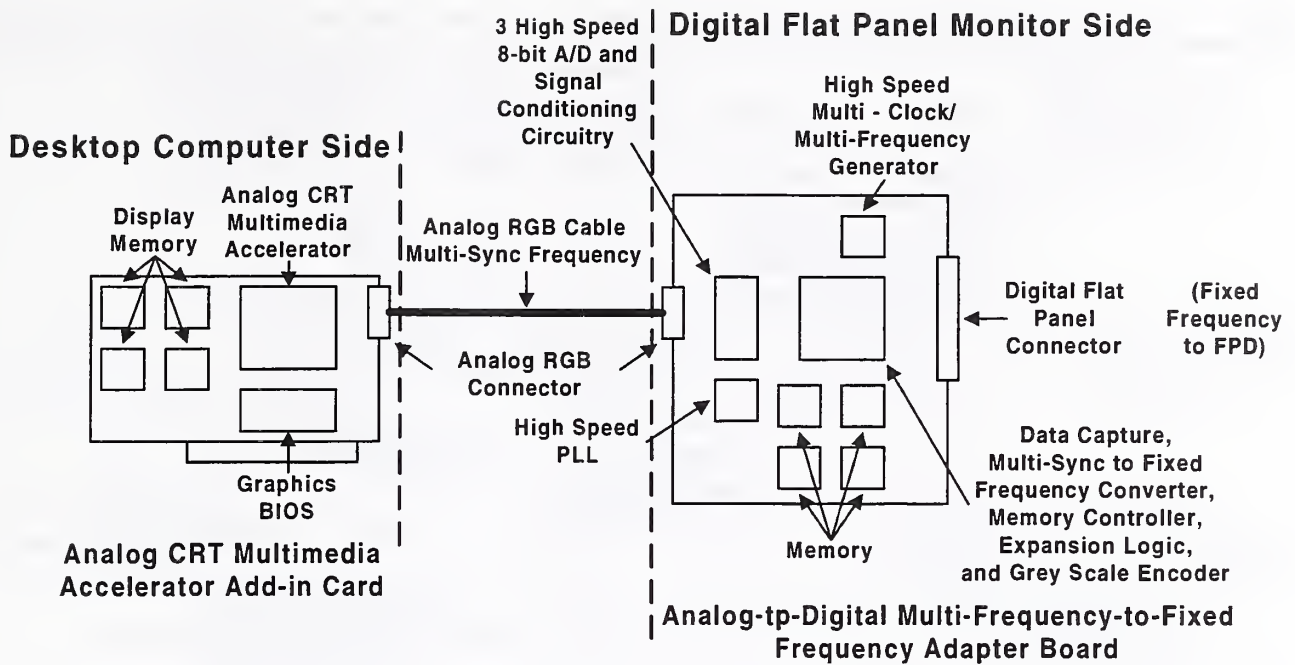 Desktop Computer Side
Display
Memory
Analog CRT
Multimedia
Accelerator
Graphics
BIOS
Analog CRT Multimedia
Accelerator Add-in Card
Analog RGB Cable
Multi-Sync Frequency
Analog RGB
Connector
Digital Flat Panel Monitor Side
3 High Speed
8-bit A/D and
Signal
Conditioning
Circuitry
High Speed
Multi - Clock/
Multi-Frequency
Generator
High Speed
PLL
Memory
Digital Flat
Panel
Connector
(Fixed
Frequency
to FPD)
Data Capture,
Multi-Sync to Fixed
Frequency Converter,
Memory Controller,
Expansion Logic,
and Grey Scale Encoder
Analog-tp-Digital Multi-Frequency-to-Fixed
Frequency Adapter Board